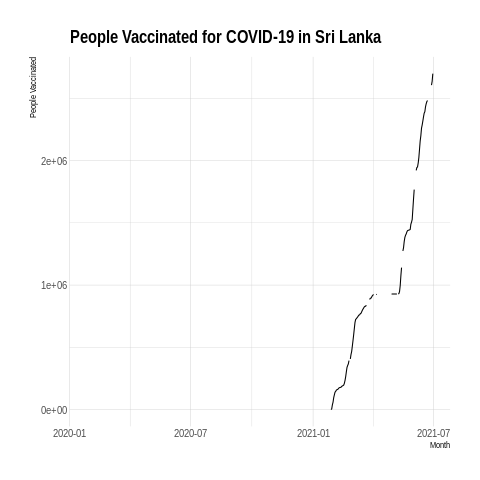 People Vaccinated for COVID-19 in Sri Lanka
People Vaccinated
2e+06
1e+06
0e+00
2020-01
2020-07
2021-01
2021-07
Month